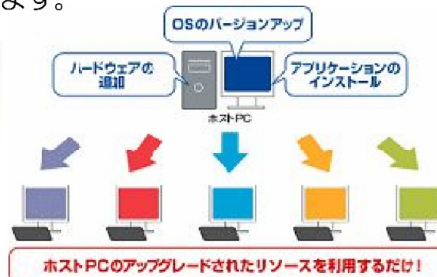 ます。
OSのバージョンアップ
ハードウェアの
追加
アプリケーションの
インストール
ホストPC
ホストPCのアップグレードされたリソースを利用するだけ!